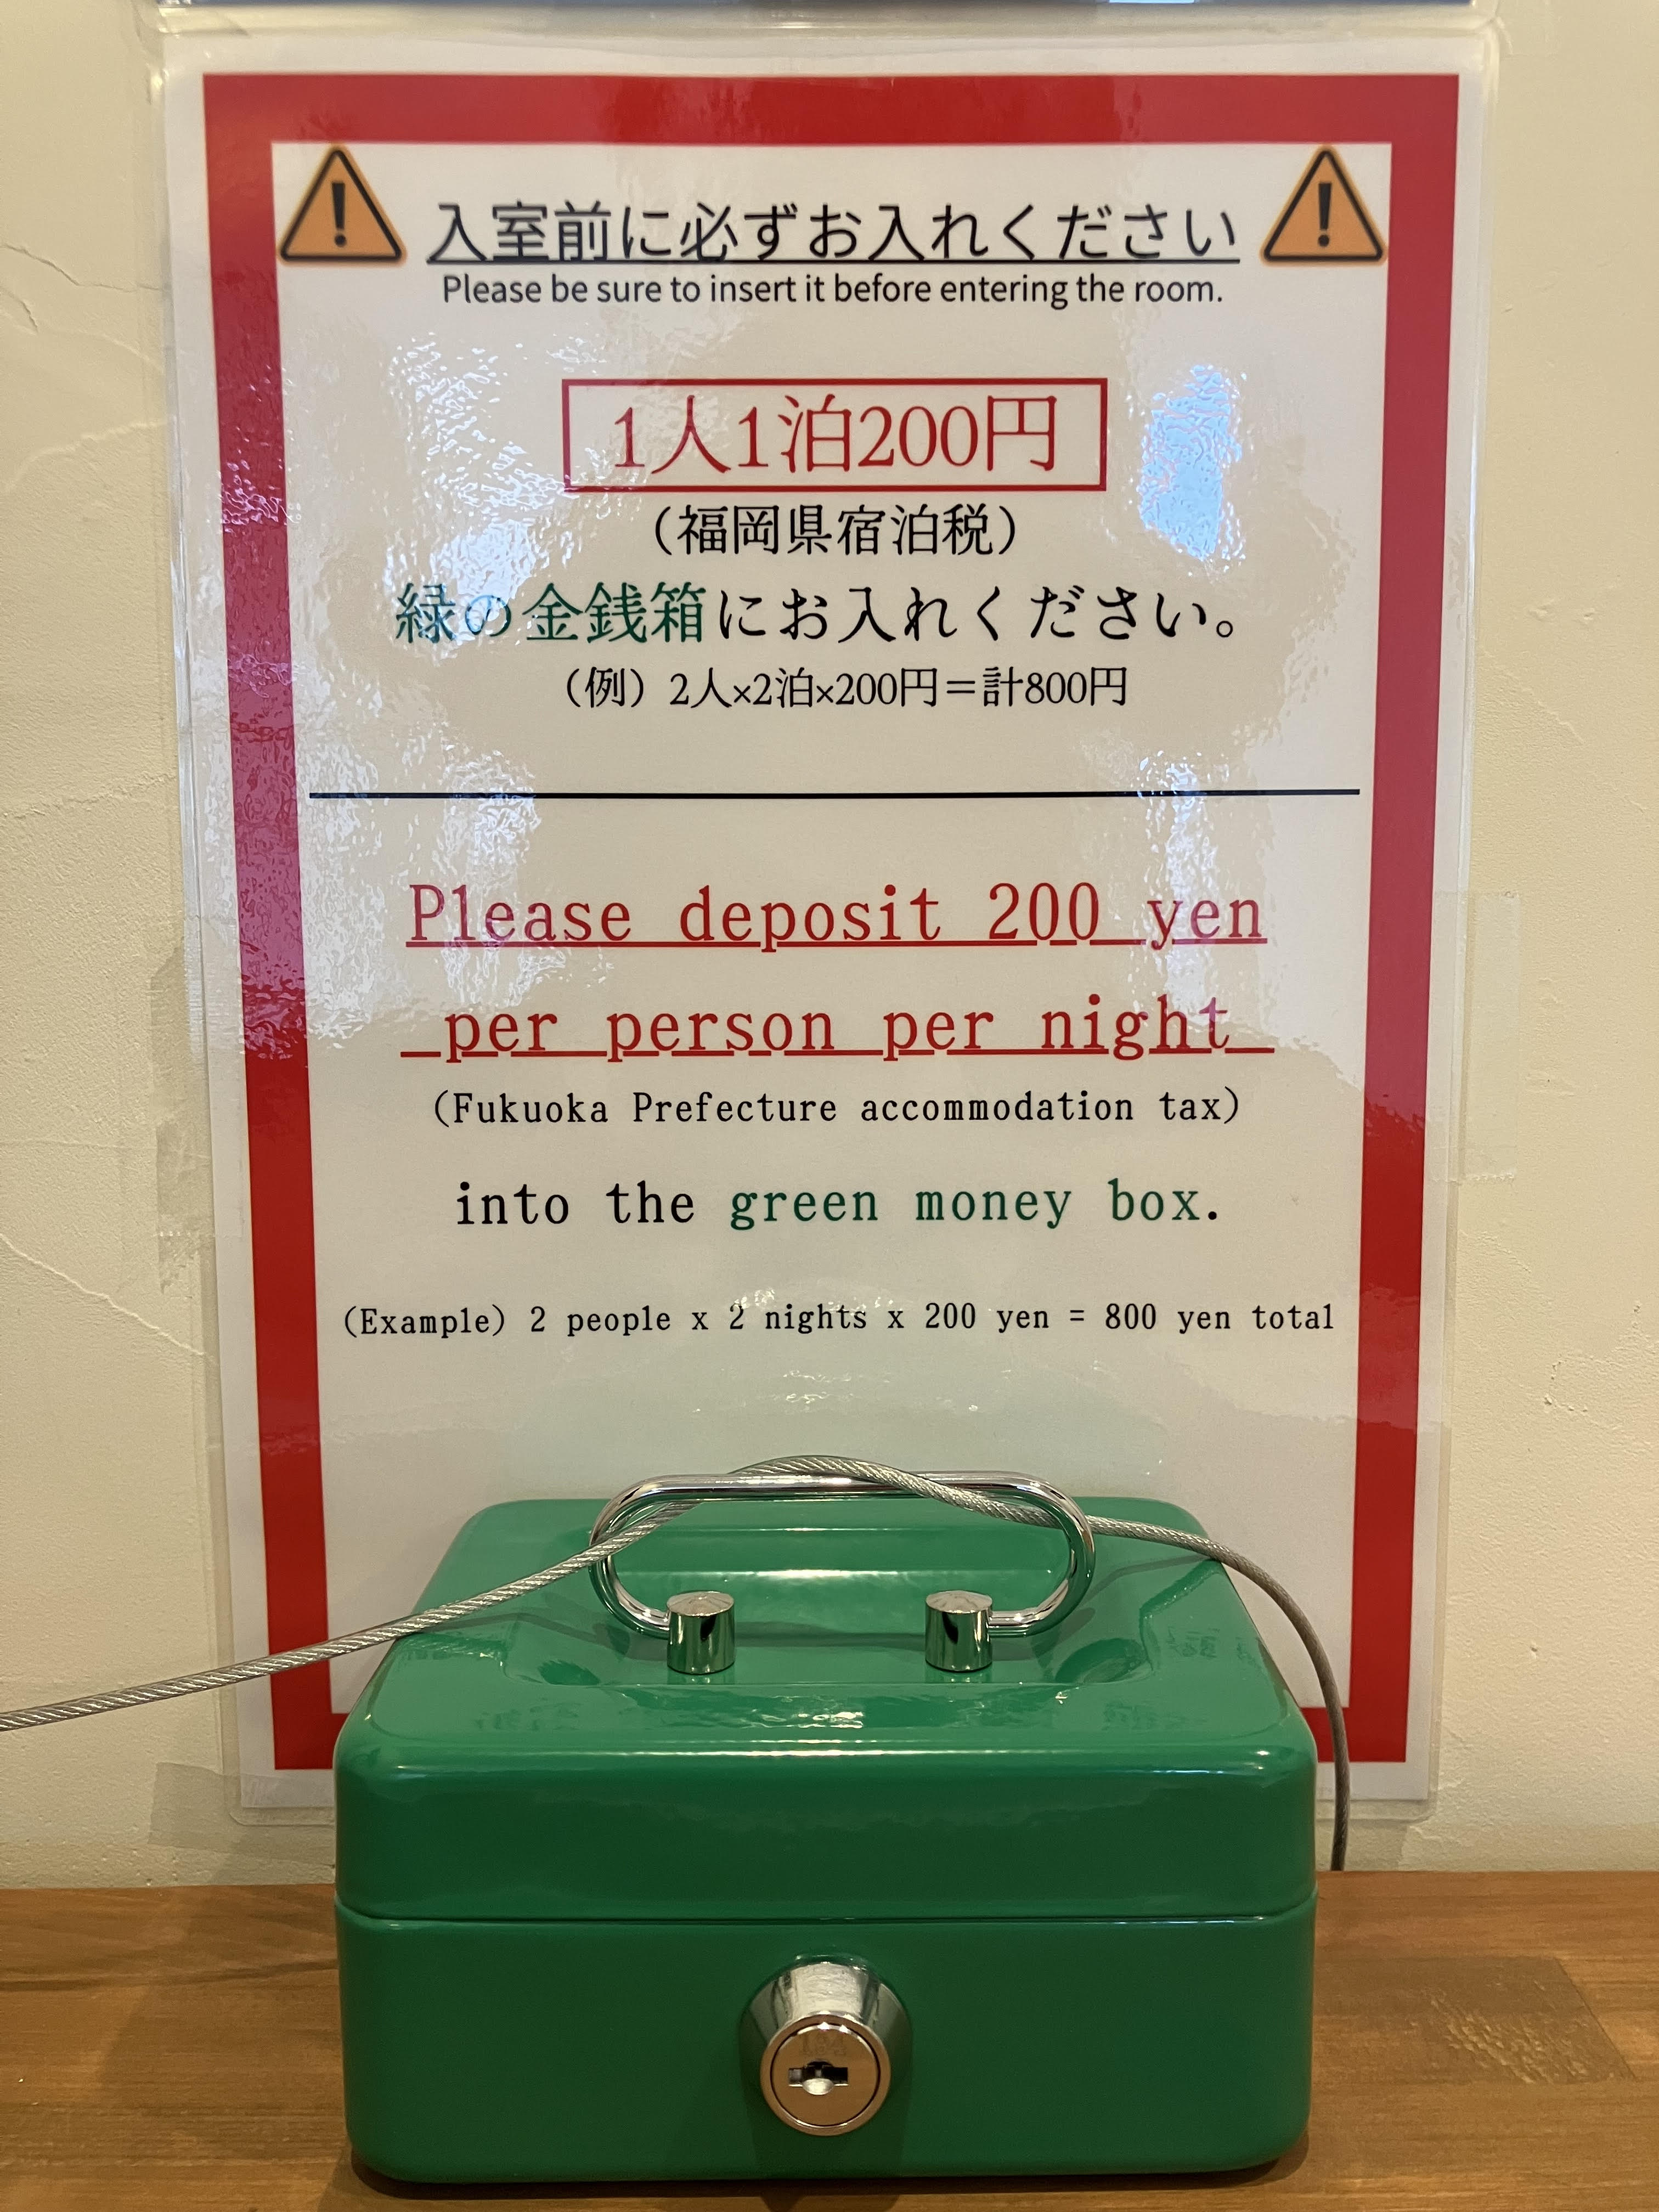 入室前に必ずお入れください
Please be sure to insert it before entering the room.
1人1泊200円
（福岡県宿泊税）
緑の金銭箱にお入れください。
（例）2人×2泊×200円＝計800円
Please deposit 200 yen
per person per night
(Fukuoka Prefecture accommodation tax)
into the green money box.
(Example) 2 people x 2 nights x 200 yen = 800 yen total